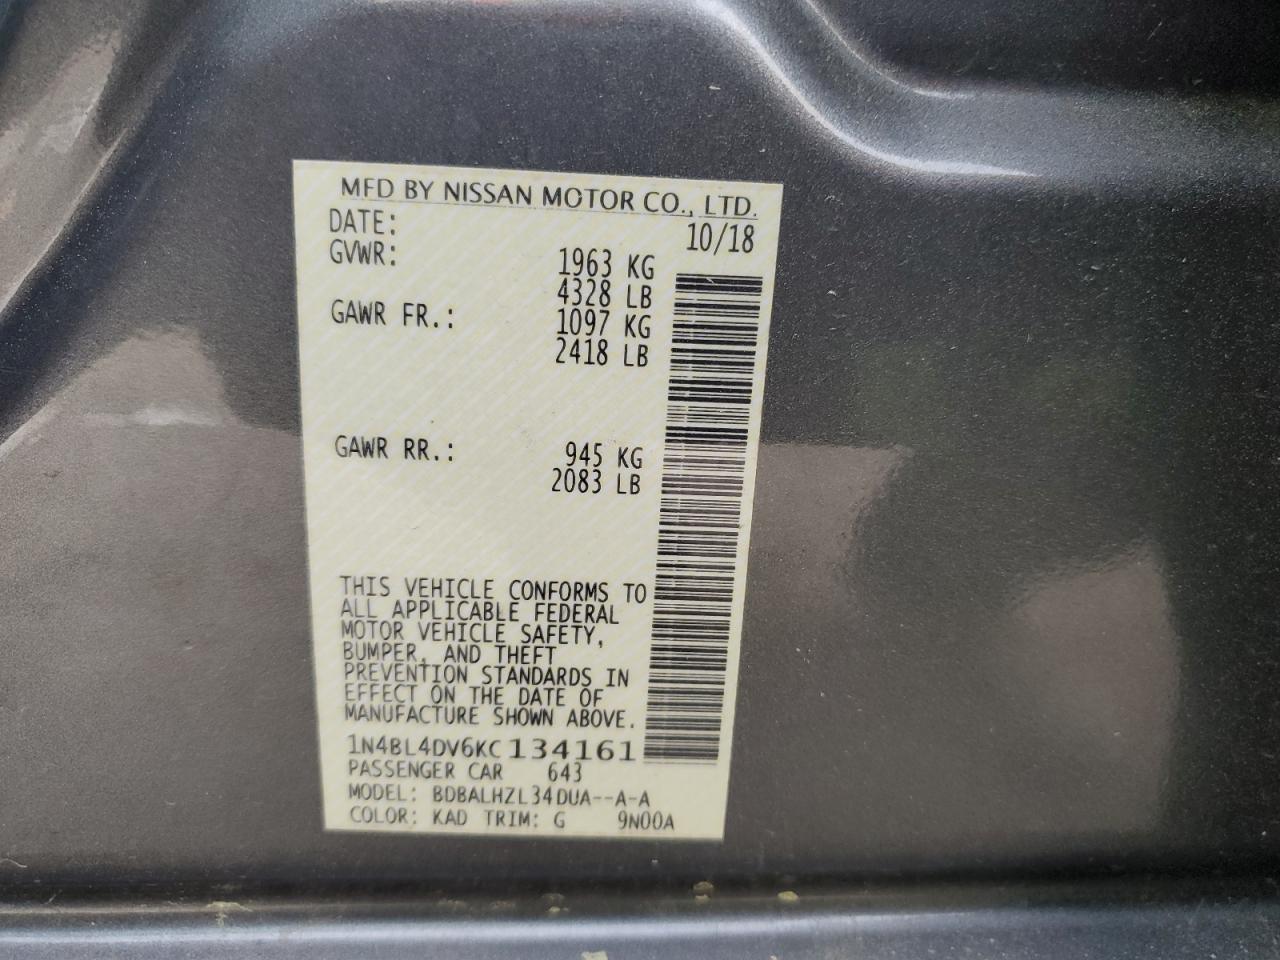 MFD BY NISSAN MOTOR CO., LTD.
DATE: 10/18
GVWR: 1963 KG
4328 LB
GAWR FR.: 1097 KG
2418 LB
GAWR RR.: 945 KG
2083 LB
THIS VEHICLE CONFORMS TO
ALL APPLICABLE FEDERAL
MOTOR VEHICLE SAFETY,
BUMPER, AND THEFT
PREVENTION STANDARDS IN
EFFECT ON THE DATE OF
MANUFACTURE SHOWN ABOVE.
1N4BL4DV6KC134161
PASSENGER CAR 643
MODEL: BDBALHZL34DUA--A-A
COLOR: KAD TRIM: G 9N00A